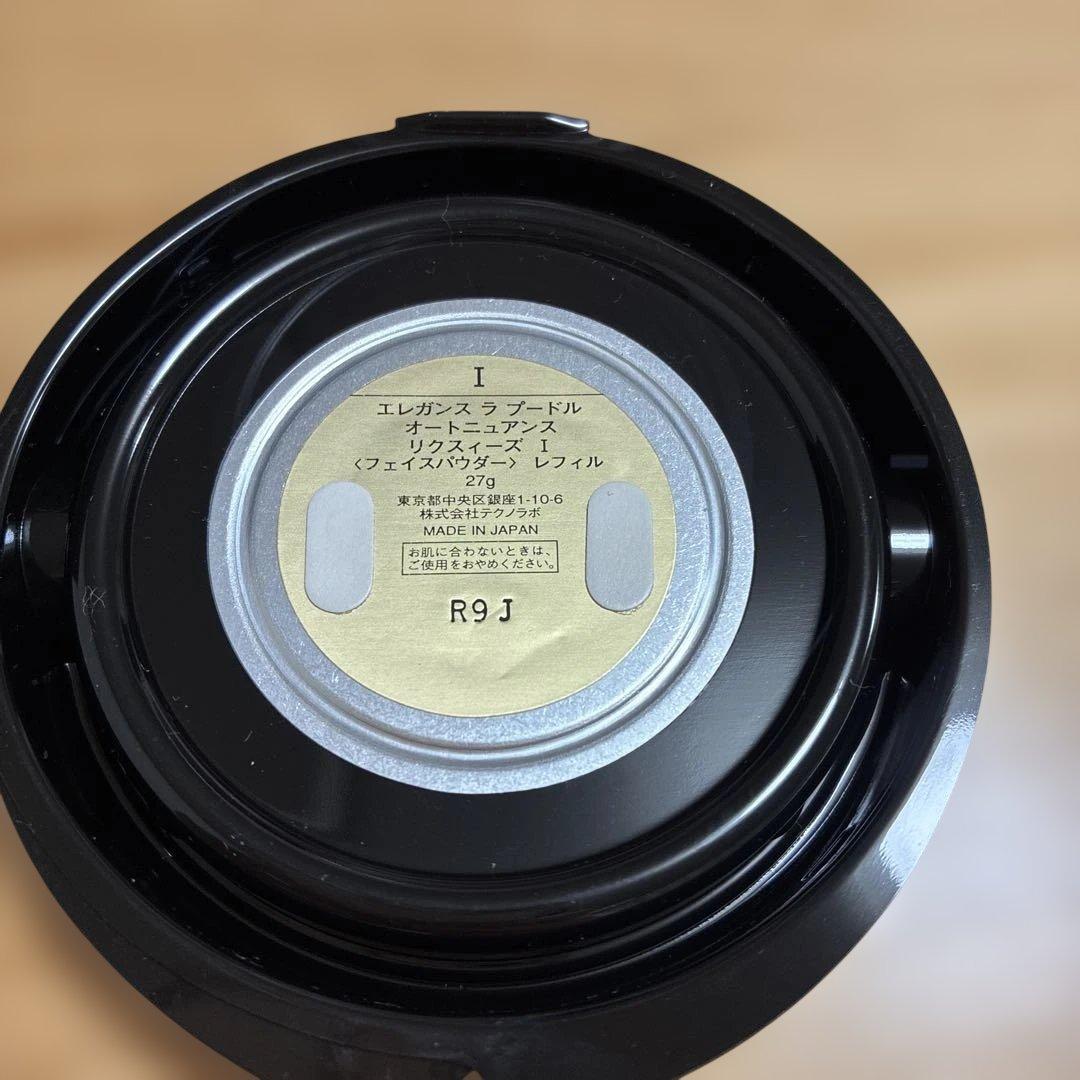 I
エレガンス ラ プードル
オートニュアンス
リクスィーズ I
〈フェイスパウダー〉 レフィル
27g
東京都中央区銀座1-10-6
株式会社テクノラボ
MADE IN JAPAN
お肌に合わないときは、
ご使用をおやめください。
R9J